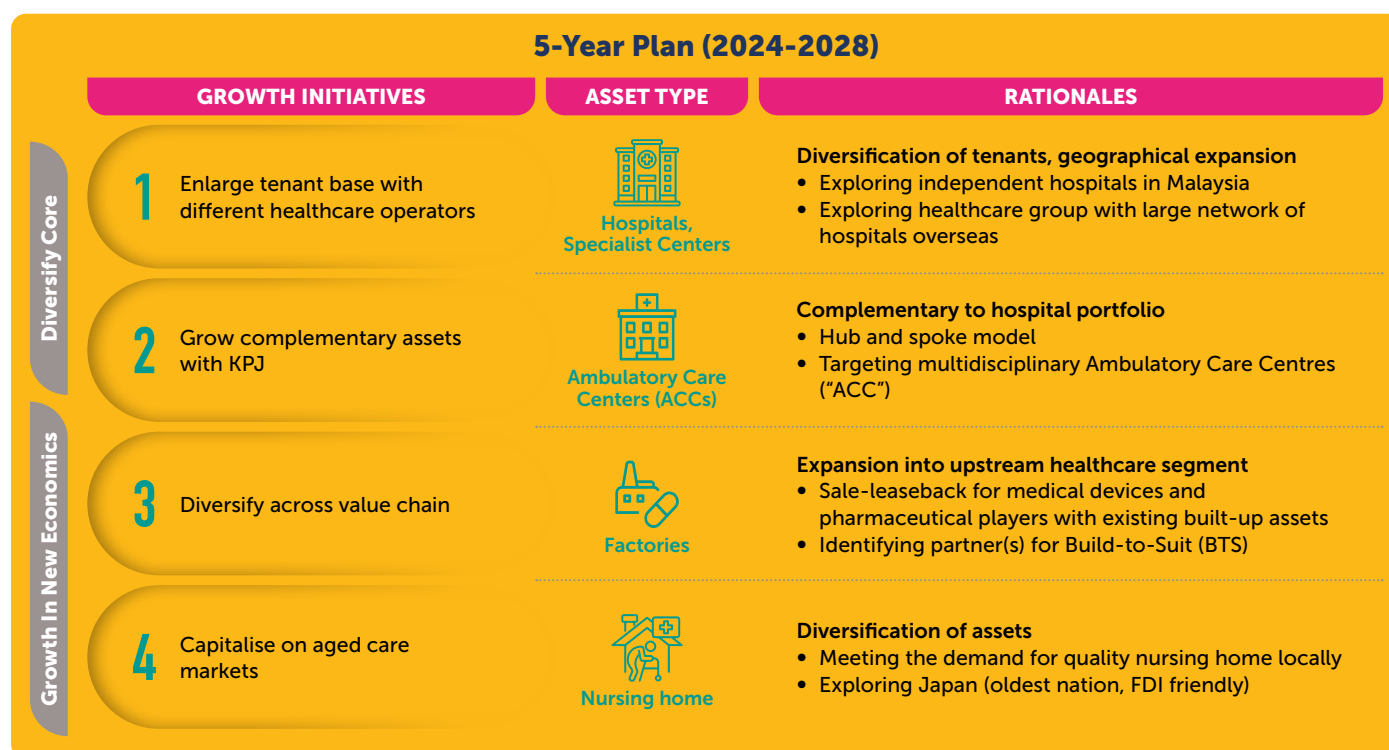 5-Year Plan (2024-2028)
GROWTH INITIATIVES
ASSET TYPE
RATIONALES
Diversify Core
1
Enlarge tenant base with
different healthcare operators
Hospitals,
Specialist Centers
Diversification of tenants, geographical expansion
• Exploring independent hospitals in Malaysia
• Exploring healthcare group with large network of
hospitals overseas
2
Grow complementary assets
with KPJ
Ambulatory Care
Centers (ACCs)
Complementary to hospital portfolio
• Hub and spoke model
• Targeting multidisciplinary Ambulatory Care Centres
(“ACC”)
Growth In New Economics
3
Diversify across value chain
Factories
Expansion into upstream healthcare segment
• Sale-leaseback for medical devices and
pharmaceutical players with existing built-up assets
• Identifying partner(s) for Build-to-Suit (BTS)
4
Capitalise on aged care
markets
Nursing home
Diversification of assets
• Meeting the demand for quality nursing home locally
• Exploring Japan (oldest nation, FDI friendly)